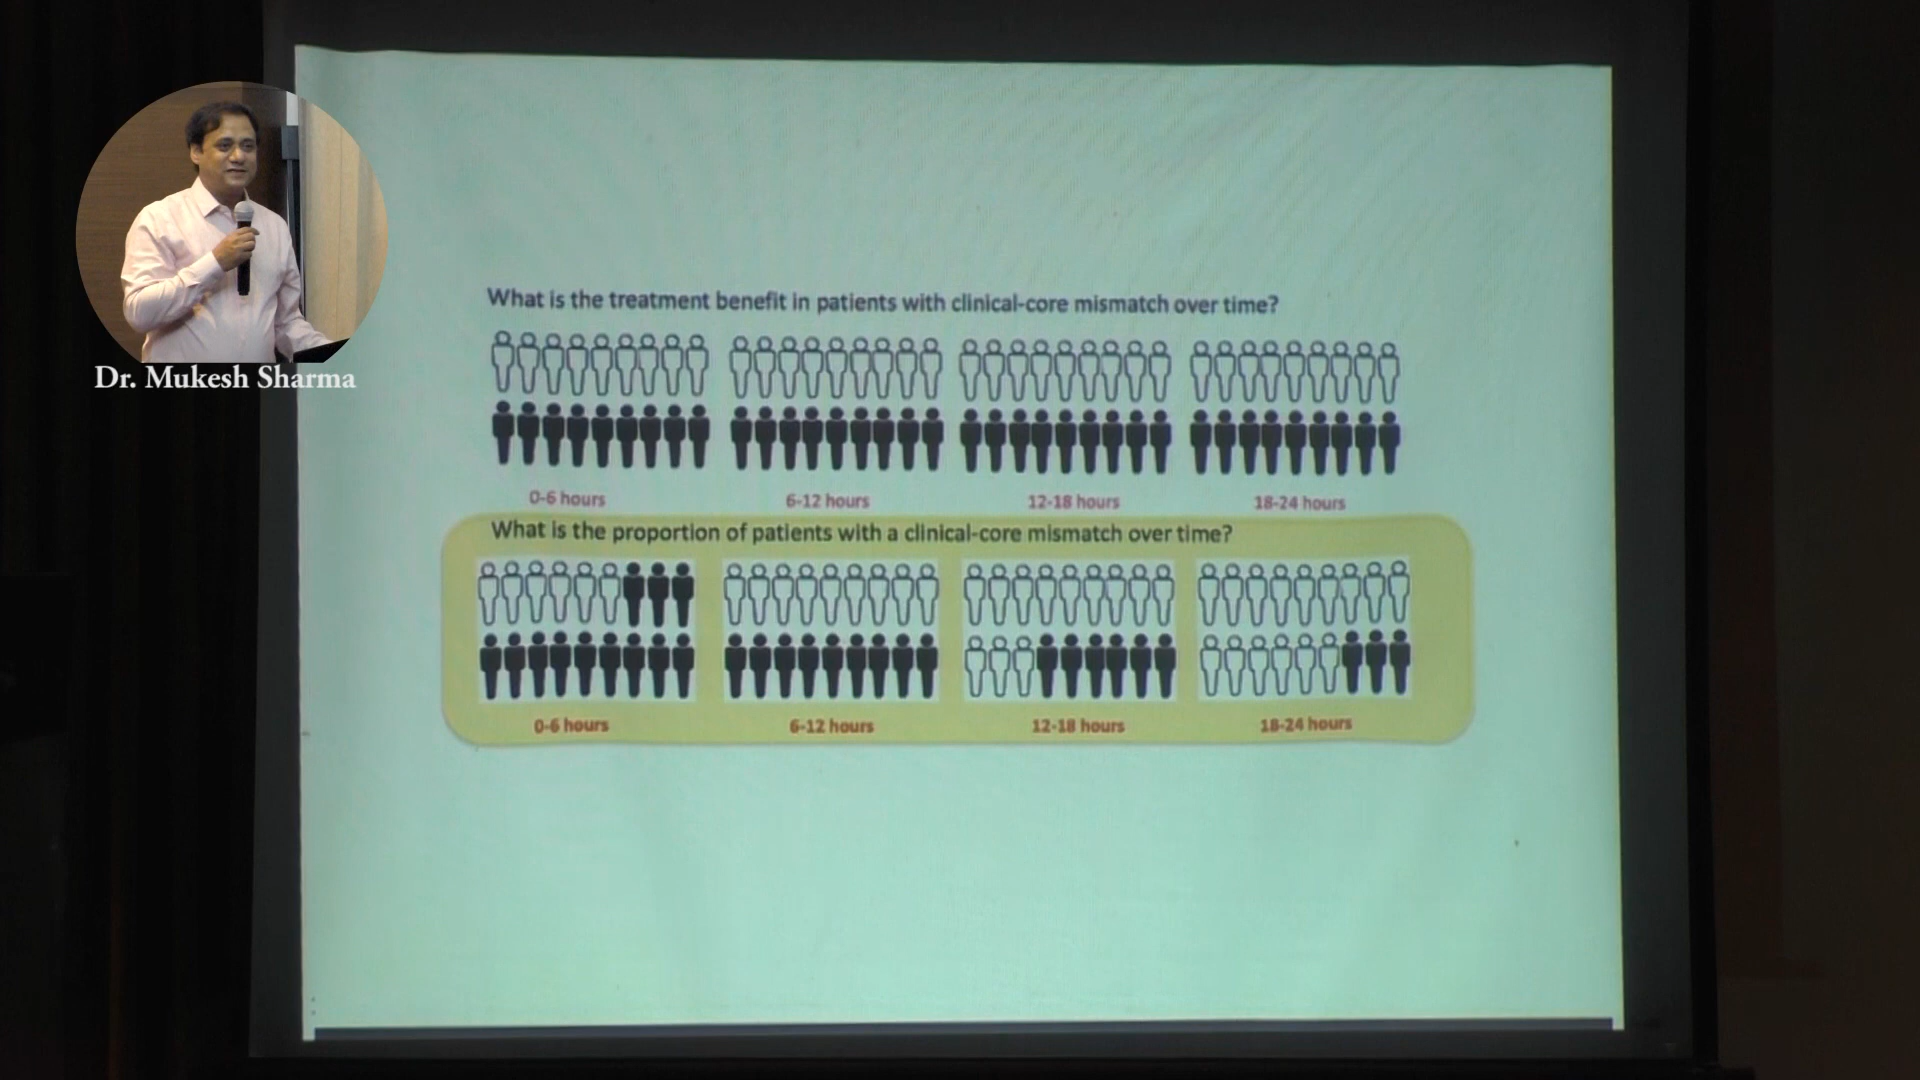 Dr. Mukesh Sharma
What is the treatment benefit in patients with clinical-core mismatch over time?
0-6 hours
6-12 hours
12-18 hours
18-24 hours
What is the proportion of patients with a clinical-core mismatch over time?
0-6 hours
6-12 hours
12-18 hours
18-24 hours